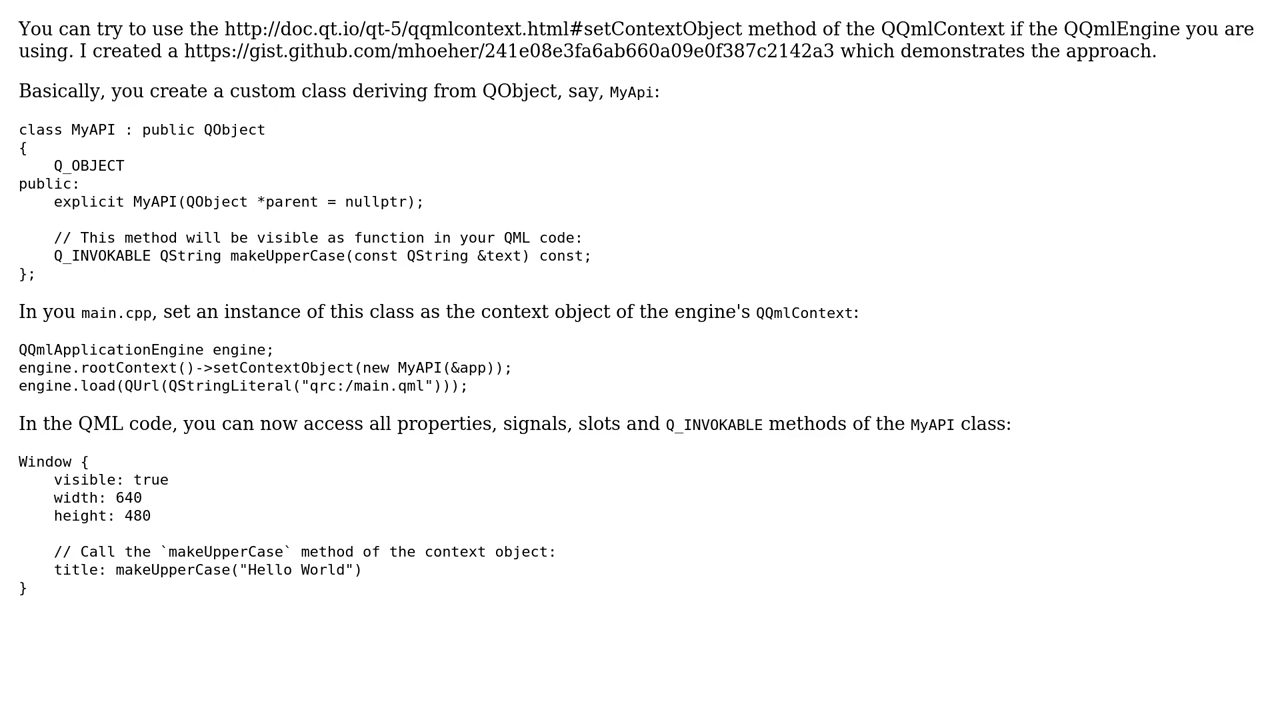 You can try to use the http://doc.qt.io/qt-5/qqmlcontext.html#setContextObject method of the QQmlContext if the QQmlEngine you are
using. I created a https://gist.github.com/mhoeher/241e08e3fa6ab660a09e0f387c2142a3 which demonstrates the approach.
Basically, you create a custom class deriving from QObject, say, MyApi:
class MyAPI : public QObject
{
    Q_OBJECT
public:
    explicit MyAPI(QObject *parent = nullptr);
    // This method will be visible as function in your QML code:
    Q_INVOKABLE QString makeUpperCase(const QString &text) const;
};
In you main.cpp, set an instance of this class as the context object of the engine's QQmlContext:
QQmlApplicationEngine engine;
engine.rootContext()->setContextObject(new MyAPI(&app));
engine.load(QUrl(QStringLiteral("qrc:/main.qml")));
In the QML code, you can now access all properties, signals, slots and Q_INVOKABLE methods of the MyAPI class:
Window {
    visible: true
    width: 640
    height: 480
    // Call the `makeUpperCase` method of the context object:
    title: makeUpperCase("Hello World")
}